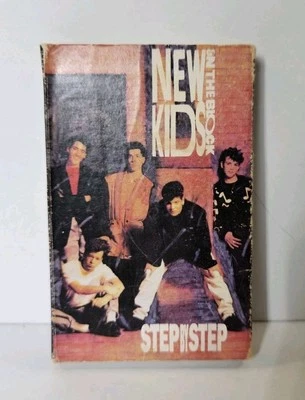 NEW
KIDS
ON THE BLOCK
STEP BY STEP